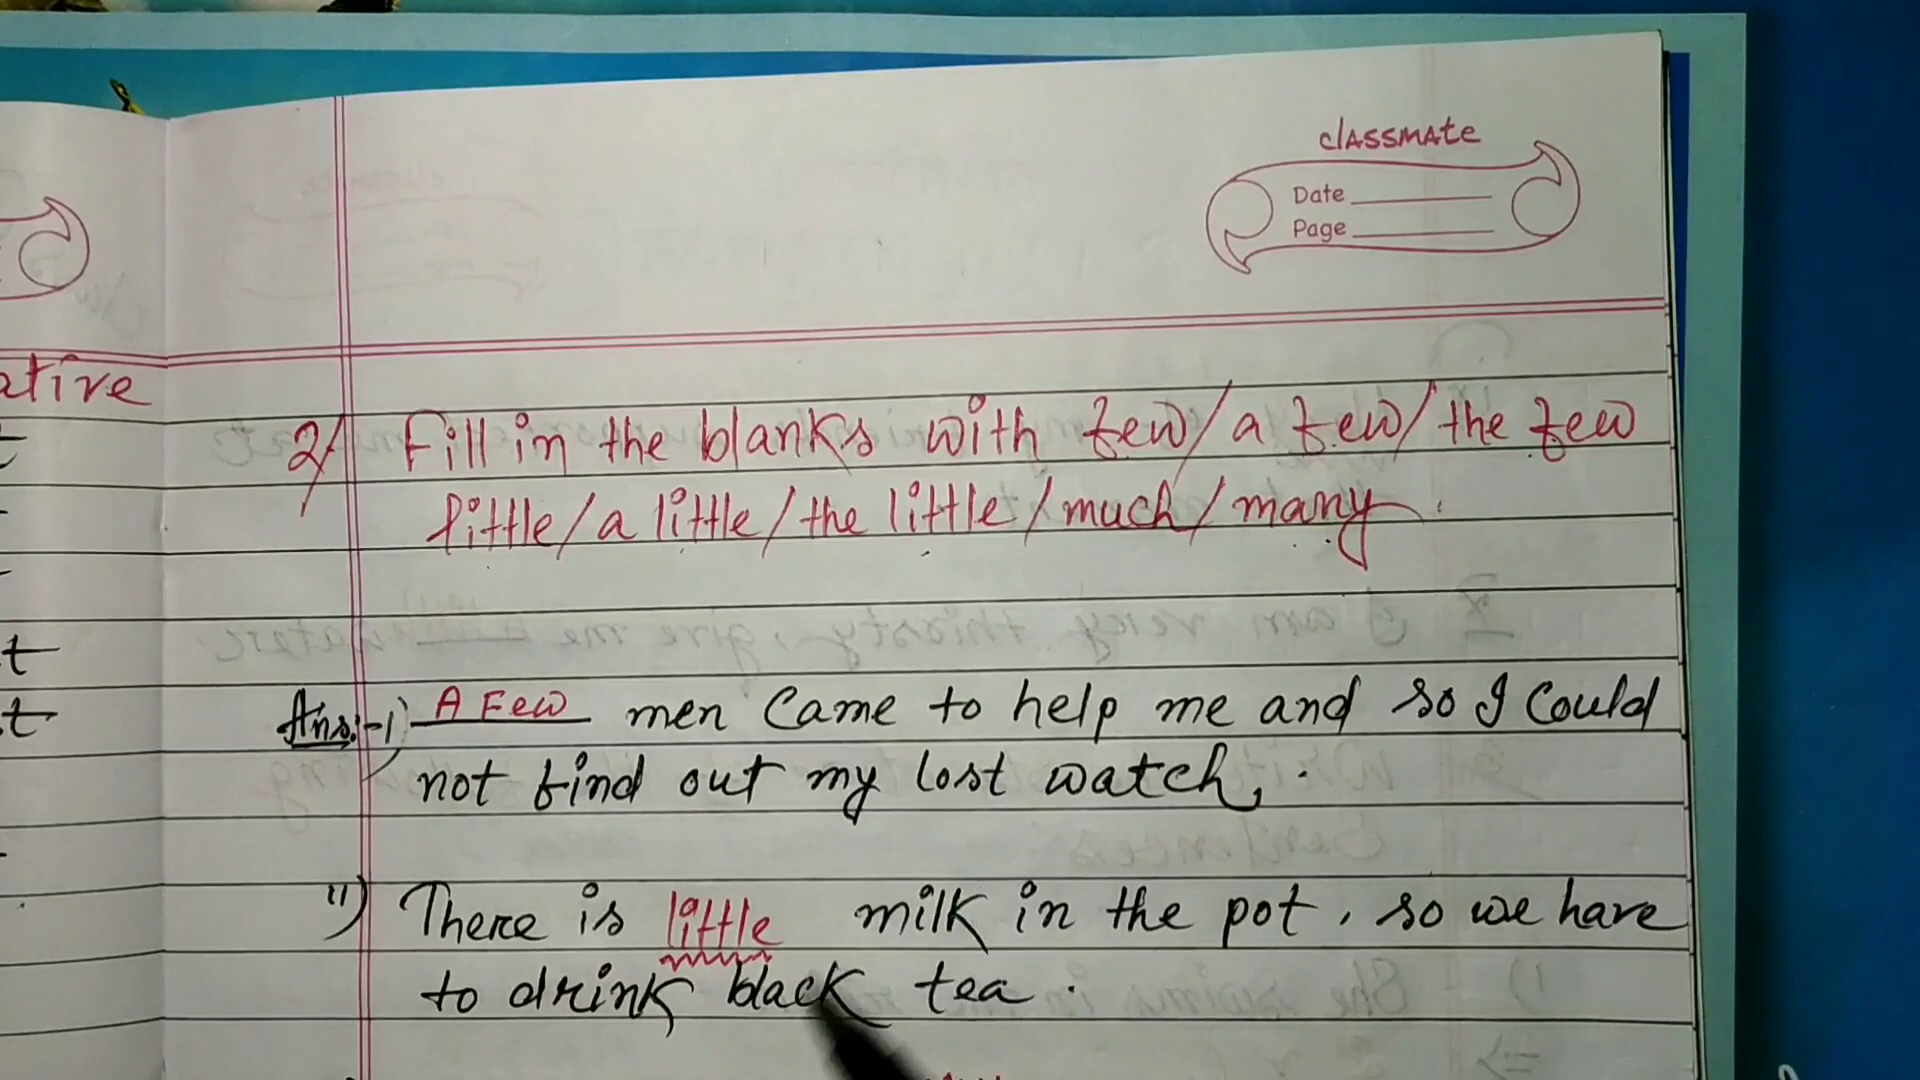 classmate
Date
Page
ative
t
t
t
2/ Fill in the blanks with few/a few/the few
little/a little/the little/much/many.
Ans:-i) A Few men came to help me and so I could
not find out my lost watch.
ii) There is little milk in the pot, so we have
to drink black tea.